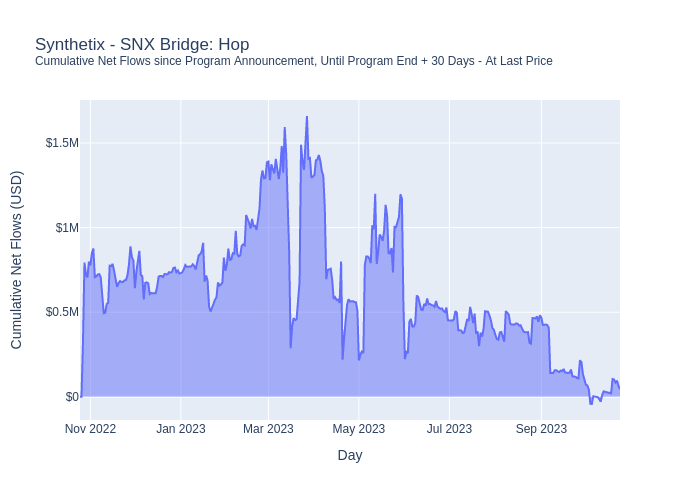 Synthetix - SNX Bridge: Hop
Cumulative Net Flows since Program Announcement, Until Program End + 30 Days - At Last Price
Cumulative Net Flows (USD)
$1.5M
$1M
$0.5M
$0
Nov 2022
Jan 2023
Mar 2023
May 2023
Jul 2023
Sep 2023
Day